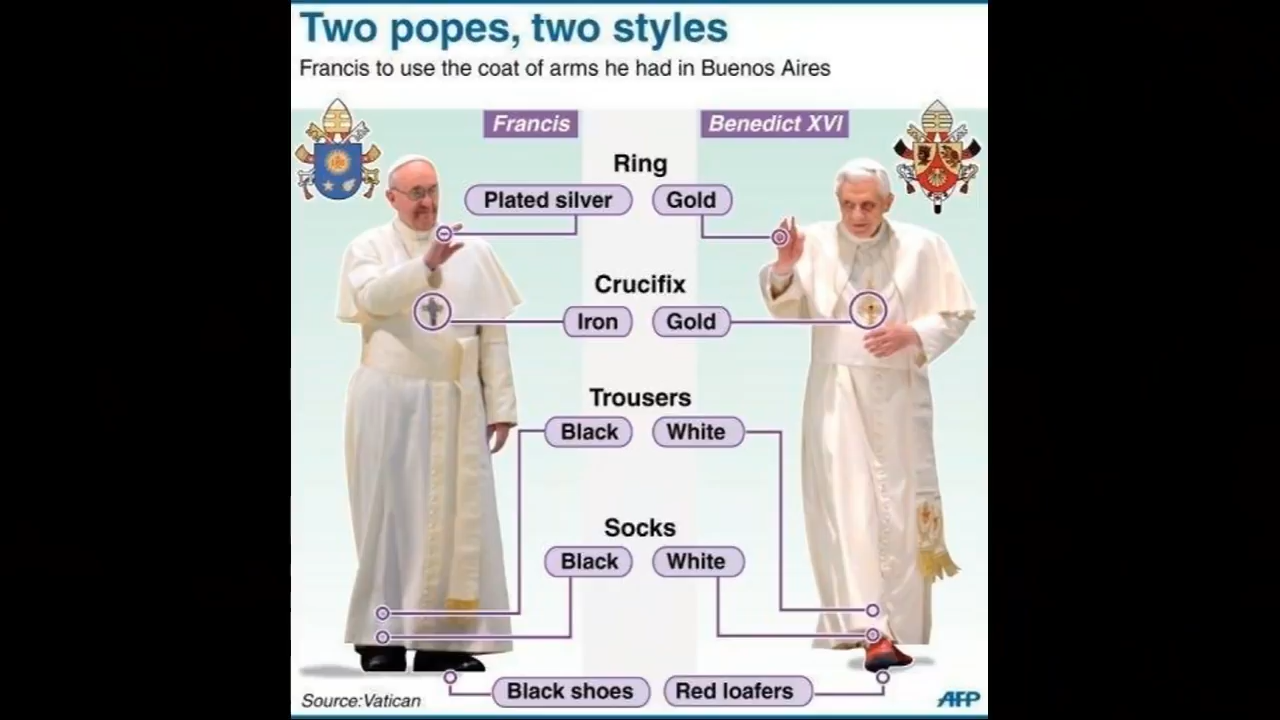 Two popes, two styles
Francis to use the coat of arms he had in Buenos Aires
Francis
Benedict XVI
Ring
Plated silver
Gold
Crucifix
Iron
Gold
Trousers
Black
White
Socks
Black
White
Black shoes
Red loafers
Source:Vatican
AFP